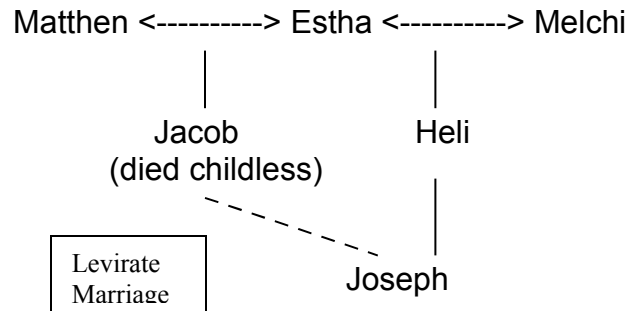 Matthen <----------> Estha <----------> Melchi
Jacob Heli
(died childless)
Levirate
Marriage
Joseph